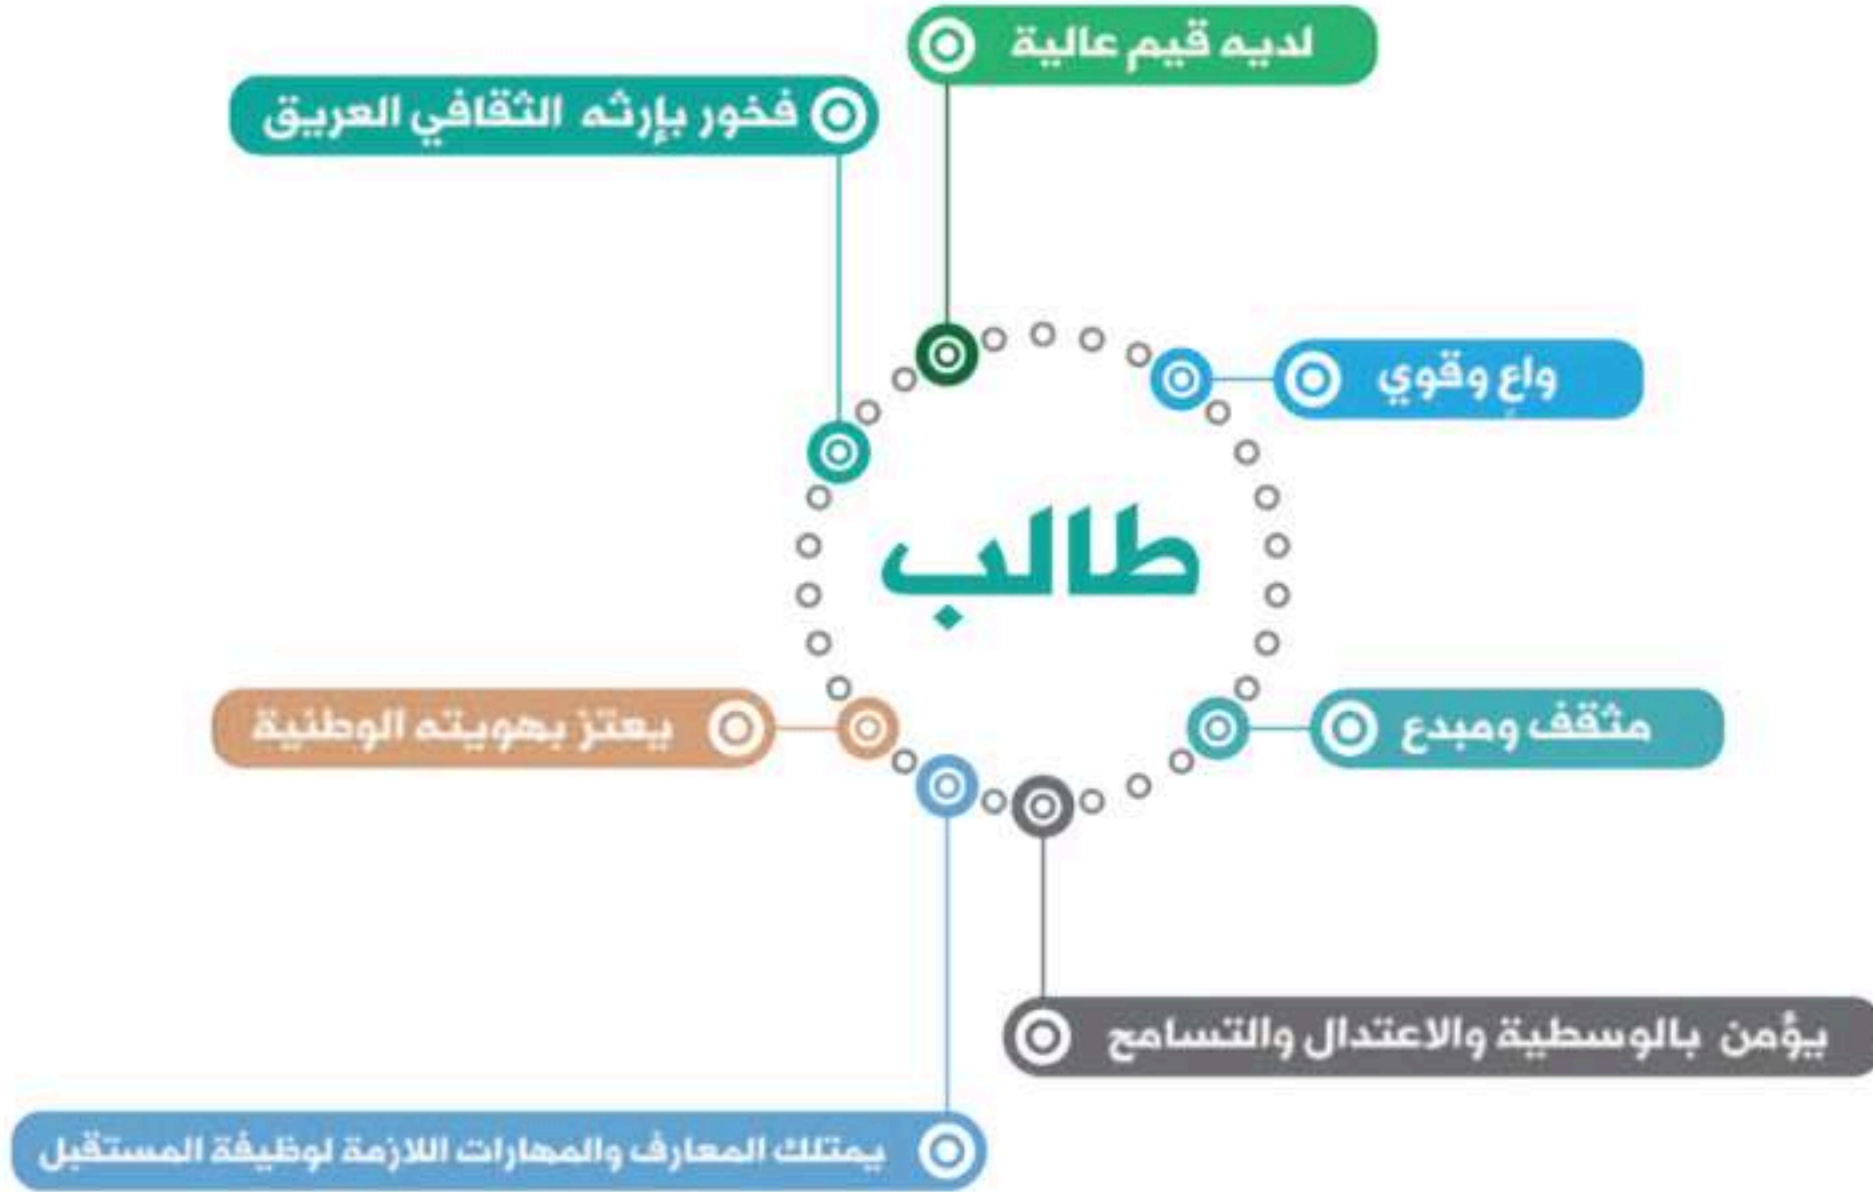 لديه قيم عالية
فخور بإرثه الثقافي العريق
واعٍ وقوي
طالب
مثقف ومبدع
يعتز بهويته الوطنية
يؤمن بالوسطية والاعتدال والتسامح
يمتلك المعارف والمهارات اللازمة لوظيفة المستقبل